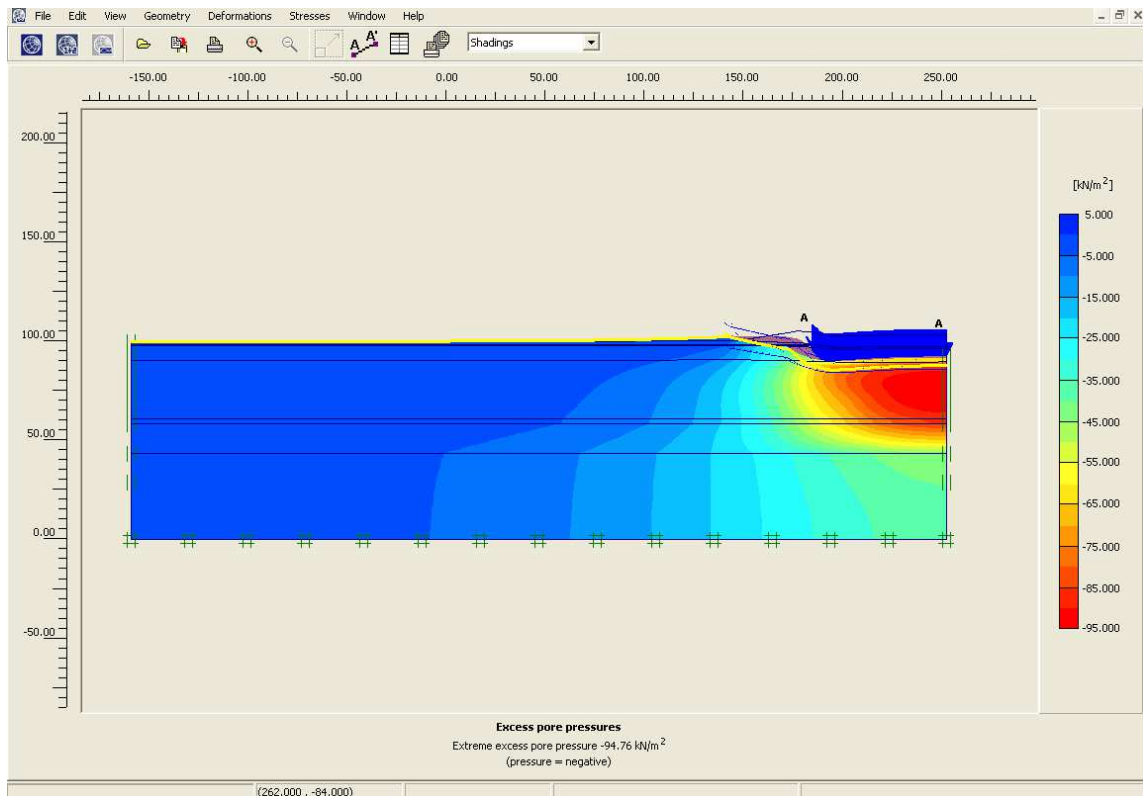 File Edit View Geometry Deformations Stresses Window Help
A A'
Shadings
-150.00 -100.00 -50.00 0.00 50.00 100.00 150.00 200.00 250.00
200.00
150.00
100.00
50.00
0.00
-50.00
A A
[kN/m²]
5.000
-5.000
-15.000
-25.000
-35.000
-45.000
-55.000
-65.000
-75.000
-85.000
-95.000
Excess pore pressures
Extreme excess pore pressure -94.76 kN/m²
(pressure = negative)
(262.000 , -84.000)